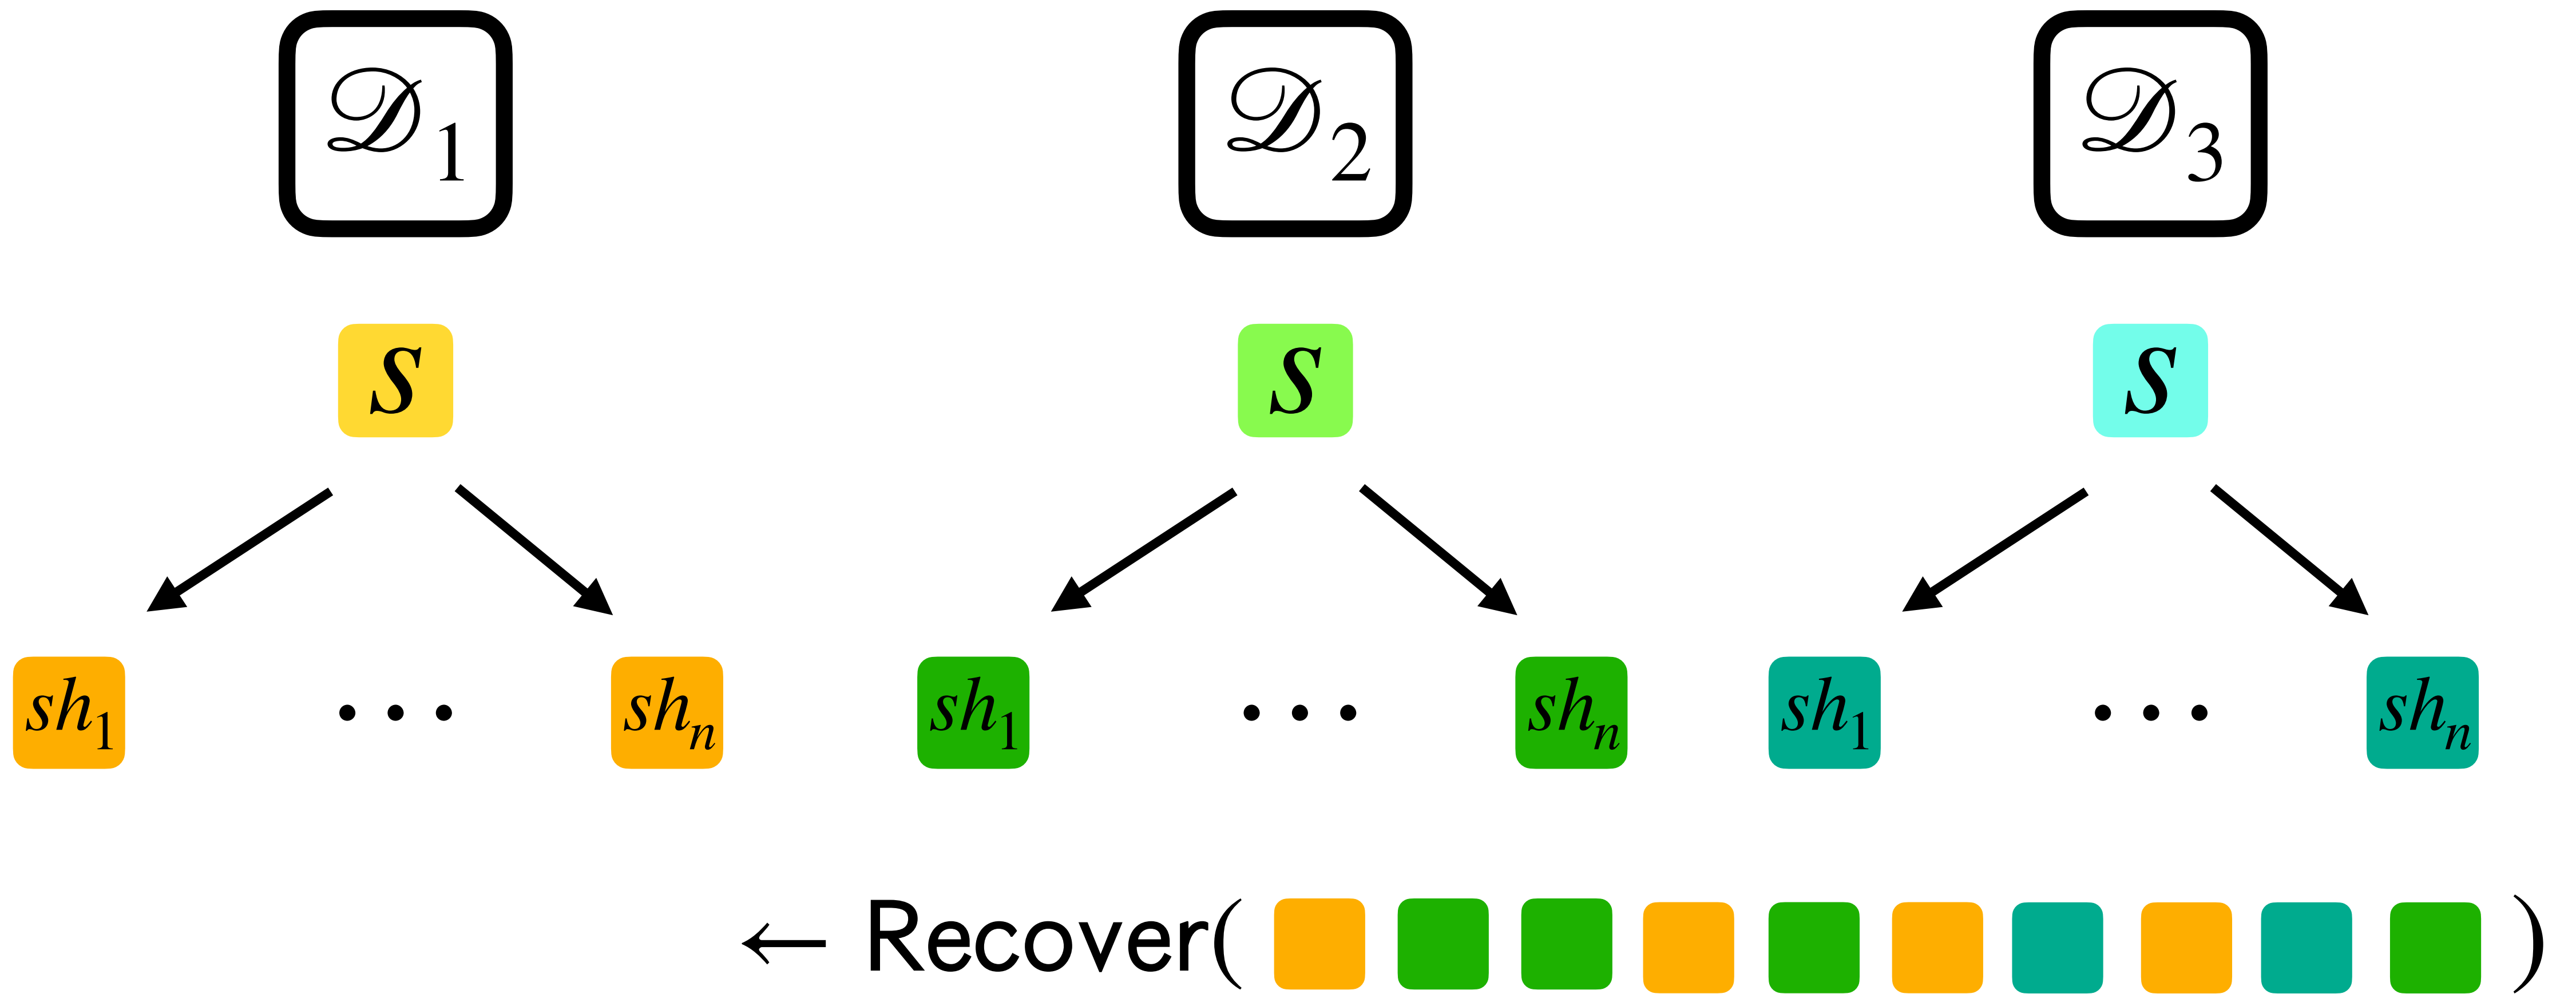 𝒟₁ 𝒟₂ 𝒟₃
s s s
sh₁ ... shₙ sh₁ ... shₙ sh₁ ... shₙ
← Recover( )